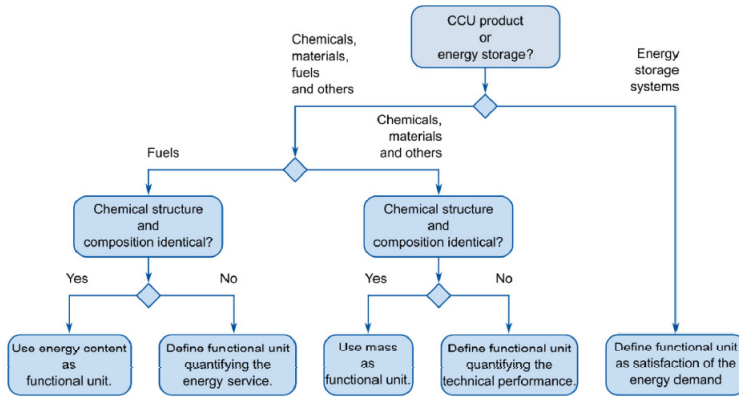 CCU product
or
energy storage?
Chemicals,
materials,
fuels
and others
Energy
storage
systems
Chemicals,
materials
and others
Fuels
Chemical structure
and
composition identical?
Chemical structure
and
composition identical?
Yes
No
Yes
No
Use energy content
as
functional unit.
Define functional unit
quantifying the
energy service.
Use mass
as
functional unit.
Define functional unit
quantifying the
technical performance.
Define functional unit
as satisfaction of the
energy demand